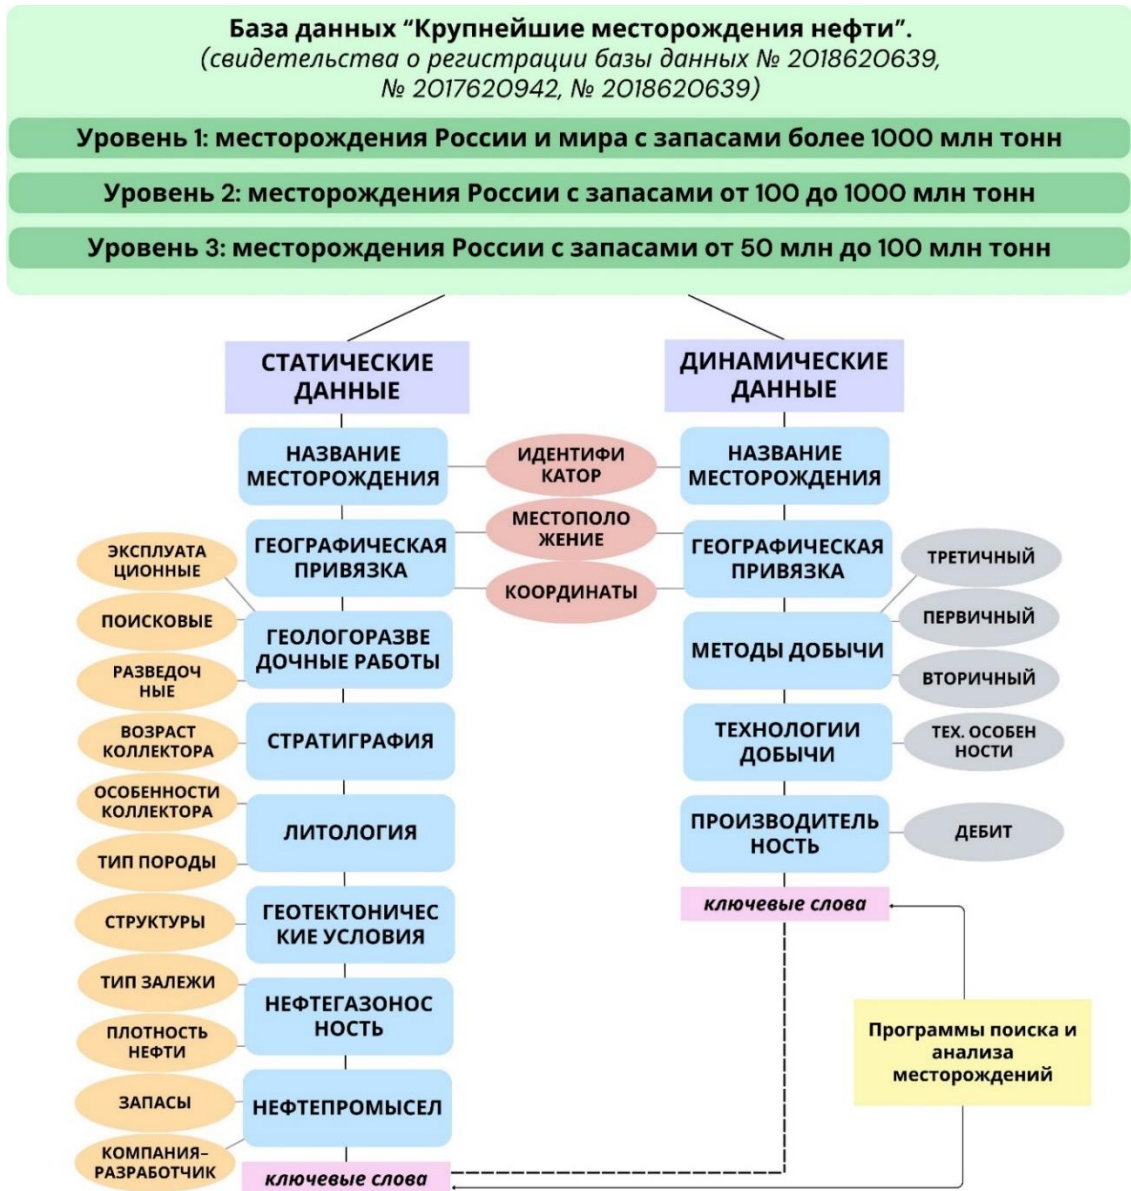 База данных “Крупнейшие месторождения нефти”.
(свидетельства о регистрации базы данных № 2018620639,
№ 2017620942, № 2018620639)
Уровень 1: месторождения России и мира с запасами более 1000 млн тонн
Уровень 2: месторождения России с запасами от 100 до 1000 млн тонн
Уровень 3: месторождения России с запасами от 50 млн до 100 млн тонн
СТАТИЧЕСКИЕ
ДАННЫЕ
НАЗВАНИЕ
МЕСТОРОЖДЕНИЯ
ГЕОГРАФИЧЕСКАЯ
ПРИВЯЗКА
ГЕОЛОГОРАЗВЕ
ДОЧНЫЕ РАБОТЫ
СТРАТИГРАФИЯ
ЛИТОЛОГИЯ
ГЕОТЕКТОНИЧЕС
КИЕ УСЛОВИЯ
НЕФТЕГАЗОНОС
НОСТЬ
НЕФТЕПРОМЫСЕЛ
ключевые слова
ЭКСПЛУАТА
ЦИОННЫЕ
ПОИСКОВЫЕ
РАЗВЕДОЧ
НЫЕ
ВОЗРАСТ
КОЛЛЕКТОРА
ОСОБЕННОСТИ
КОЛЛЕКТОРА
ТИП ПОРОДЫ
СТРУКТУРЫ
ТИП ЗАЛЕЖИ
ПЛОТНОСТЬ
НЕФТИ
ЗАПАСЫ
КОМПАНИЯ–
РАЗРАБОТЧИК
ИДЕНТИФИ
КАТОР
МЕСТОПОЛО
ЖЕНИЕ
КООРДИНАТЫ
ДИНАМИЧЕСКИЕ
ДАННЫЕ
НАЗВАНИЕ
МЕСТОРОЖДЕНИЯ
ГЕОГРАФИЧЕСКАЯ
ПРИВЯЗКА
МЕТОДЫ ДОБЫЧИ
ТЕХНОЛОГИИ
ДОБЫЧИ
ПРОИЗВОДИТЕЛЬ
НОСТЬ
ключевые слова
ТРЕТИЧНЫЙ
ПЕРВИЧНЫЙ
ВТОРИЧНЫЙ
ТЕХ. ОСОБЕН
НОСТИ
ДЕБИТ
Программы поиска и
анализа
месторождений